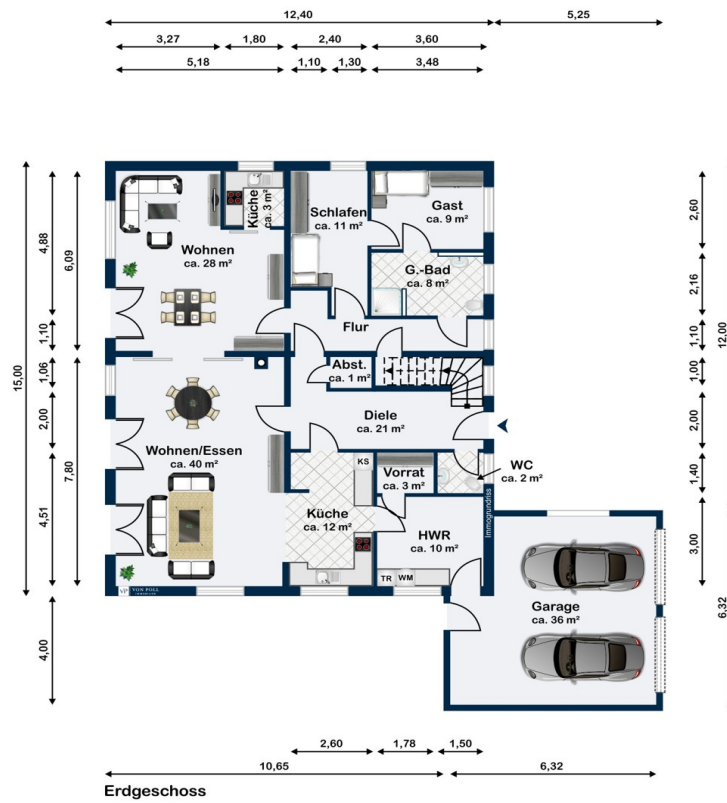 12,40
5,25
3,27
1,80
2,40
3,60
5,18
1,10
1,30
3,48
15,00
4,88
1,10
1,06
2,00
4,51
4,00
6,09
7,80
2,60
2,16
1,10
1,00
2,00
1,40
3,00
12,00
6,32
Küche
ca. 3 m²
Wohnen
ca. 28 m²
Schlafen
ca. 11 m²
Gast
ca. 9 m²
G.-Bad
ca. 8 m²
Flur
Abst.
ca. 1 m²
Diele
ca. 21 m²
Wohnen/Essen
ca. 40 m²
KS
Vorrat
ca. 3 m²
WC
ca. 2 m²
Küche
ca. 12 m²
HWR
ca. 10 m²
TR
WM
Immogrundriss
Garage
ca. 36 m²
VP
VON POLL
IMMOBILIEN
2,60
1,78
1,50
10,65
6,32
Erdgeschoss